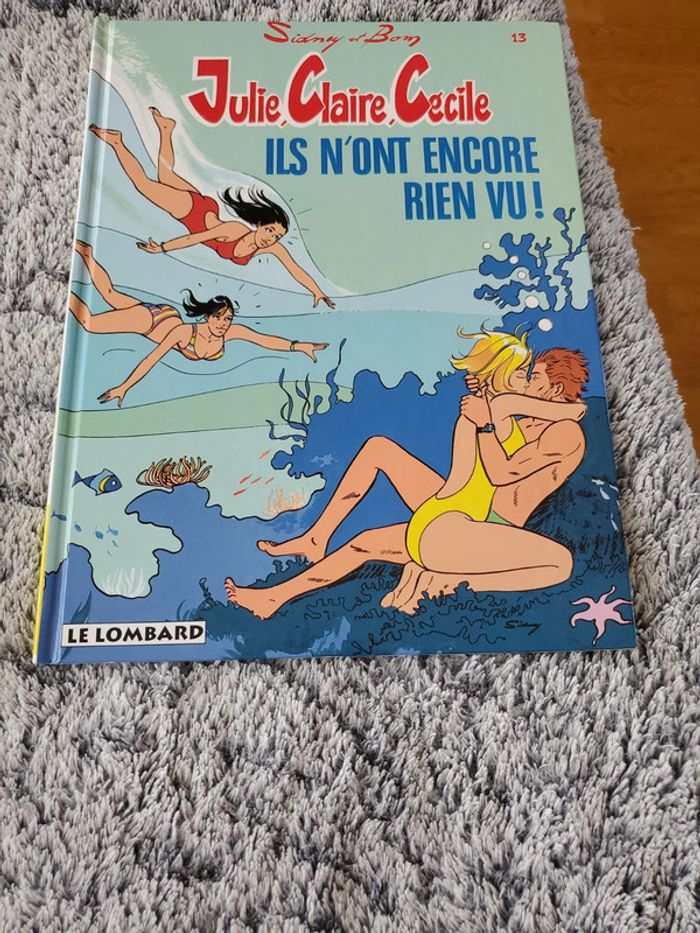 Sidney et Bom
13
Julie, Claire, Cécile
ILS N'ONT ENCORE
RIEN VU !
Sidney
LE LOMBARD